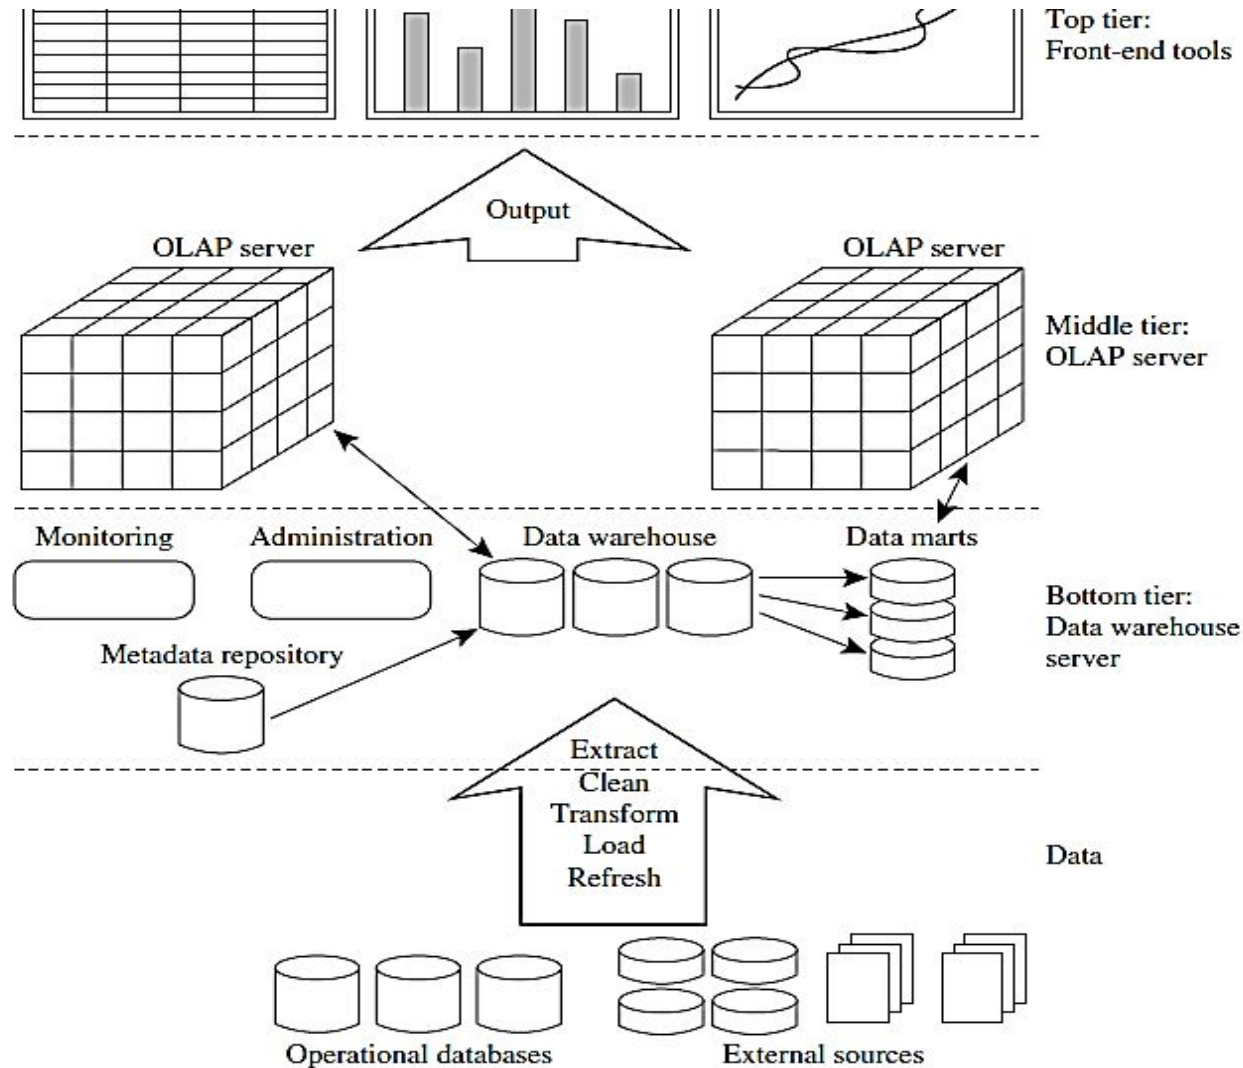 Top tier:
Front-end tools
Output
OLAP server
OLAP server
Middle tier:
OLAP server
Monitoring
Administration
Data warehouse
Data marts
Bottom tier:
Data warehouse
server
Metadata repository
Extract
Clean
Transform
Load
Refresh
Data
Operational databases
External sources